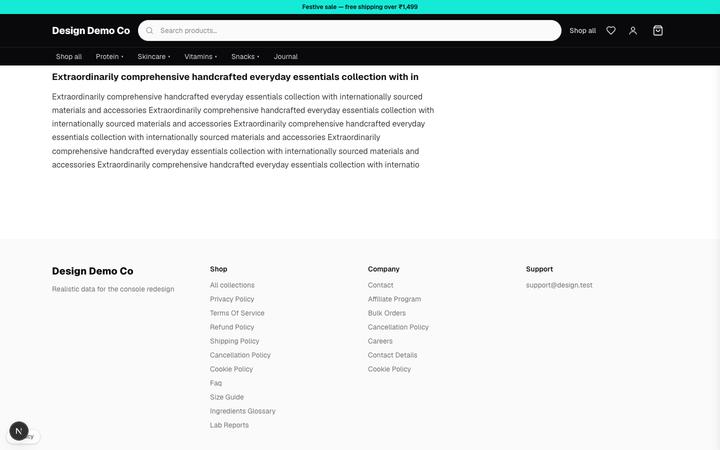 Festive sale — free shipping over ₹1,499
Design Demo Co
Search products...
Shop all
Shop all
Protein
Skincare
Vitamins
Snacks
Journal
Extraordinarily comprehensive handcrafted everyday essentials collection with in
Extraordinarily comprehensive handcrafted everyday essentials collection with internationally sourced
materials and accessories Extraordinarily comprehensive handcrafted everyday essentials collection with
internationally sourced materials and accessories Extraordinarily comprehensive handcrafted everyday
essentials collection with internationally sourced materials and accessories Extraordinarily
comprehensive handcrafted everyday essentials collection with internationally sourced materials and
accessories Extraordinarily comprehensive handcrafted everyday essentials collection with internatio
Design Demo Co
Realistic data for the console redesign
Shop
All collections
Privacy Policy
Terms Of Service
Refund Policy
Shipping Policy
Cancellation Policy
Cookie Policy
Faq
Size Guide
Ingredients Glossary
Lab Reports
Company
Contact
Affiliate Program
Bulk Orders
Cancellation Policy
Careers
Contact Details
Cookie Policy
Support
support@design.test
N